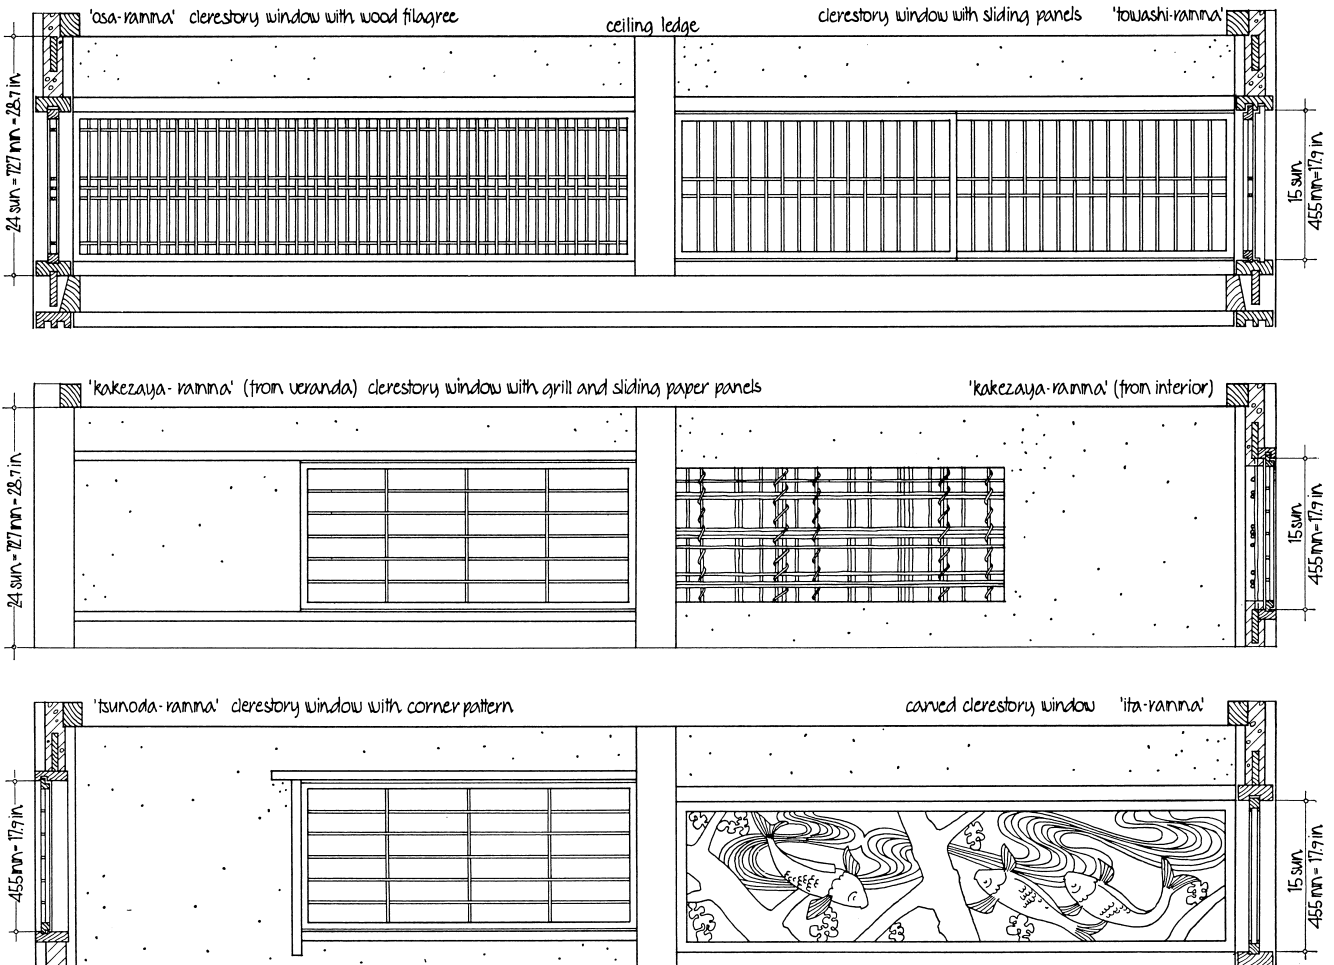 'osa-ramma' clerestory window with wood filagree
ceiling ledge
clerestory window with sliding panels 'towashi-ramma'
24 sun = 727 mm = 28.7 in
15 sun
455 mm = 17.9 in
'kakezaya-ramma' (from veranda) clerestory window with grill and sliding paper panels
'kakezaya-ramma' (from interior)
24 sun = 727 mm = 28.7 in
15 sun
455 mm = 17.9 in
'tsunoda-ramma' clerestory window with corner pattern
carved clerestory window 'ita-ramma'
455 mm = 17.9 in
15 sun
455 mm = 17.9 in